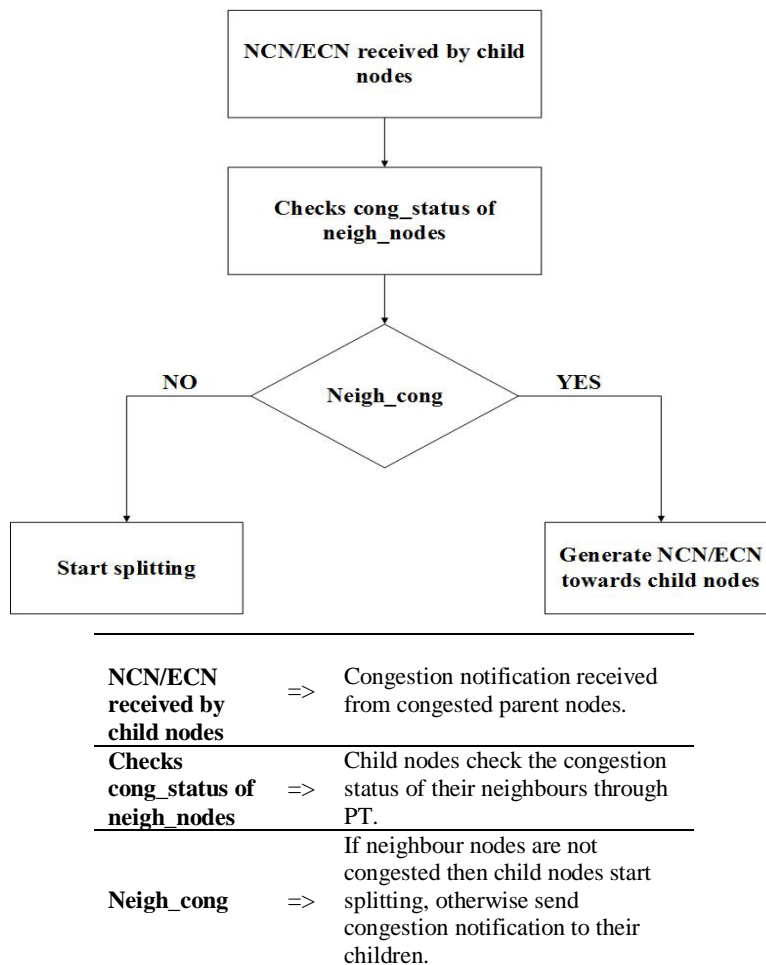 NCN/ECN received by child
nodes
Checks cong_status of
neigh_nodes
NO
Neigh_cong
YES
Start splitting
Generate NCN/ECN
towards child nodes
NCN/ECN
received by
child nodes
=>
Congestion notification received
from congested parent nodes.
Checks
cong_status of
neigh_nodes
=>
Child nodes check the congestion
status of their neighbours through
PT.
Neigh_cong
=>
If neighbour nodes are not
congested then child nodes start
splitting, otherwise send
congestion notification to their
children.